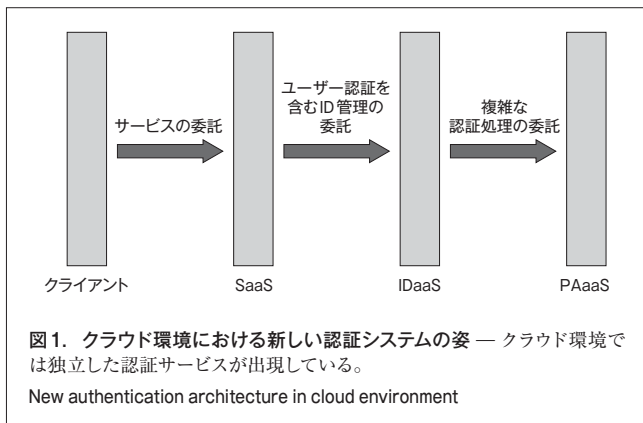 サービスの委託
ユーザー認証を
含むID管理の
委託
複雑な
認証処理の委託
クライアント
SaaS
IDaaS
PAaaS
図1. クラウド環境における新しい認証システムの姿 — クラウド環境で
は独立した認証サービスが出現している。
New authentication architecture in cloud environment